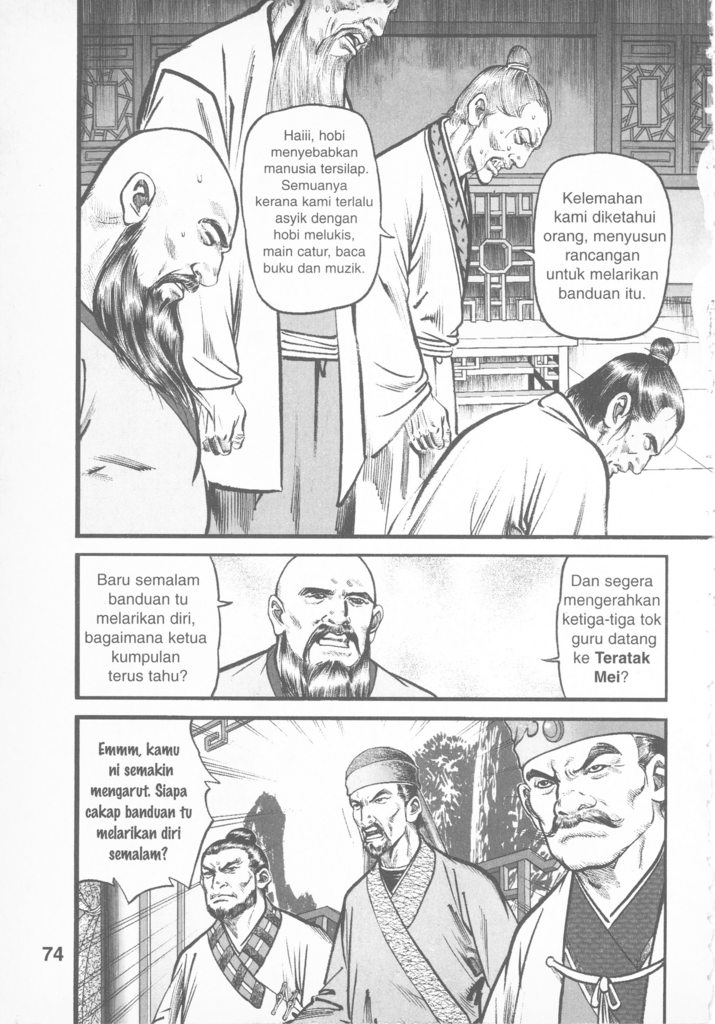 Haiii, hobi
menyebabkan
manusia tersilap.
Semuanya
kerana kami terlalu
asyik dengan
hobi melukis,
main catur, baca
buku dan muzik.
Kelemahan
kami diketahui
orang, menyusun
rancangan
untuk melarikan
banduan itu.
Baru semalam
banduan tu
melarikan diri,
bagaimana ketua
kumpulan
terus tahu?
Dan segera
mengerahkan
ketiga-tiga tok
guru datang
ke Teratak
Mei?
Emmm, kamu
ni semakin
mengarut. Siapa
cakap banduan tu
melarikan diri
semalam?
74